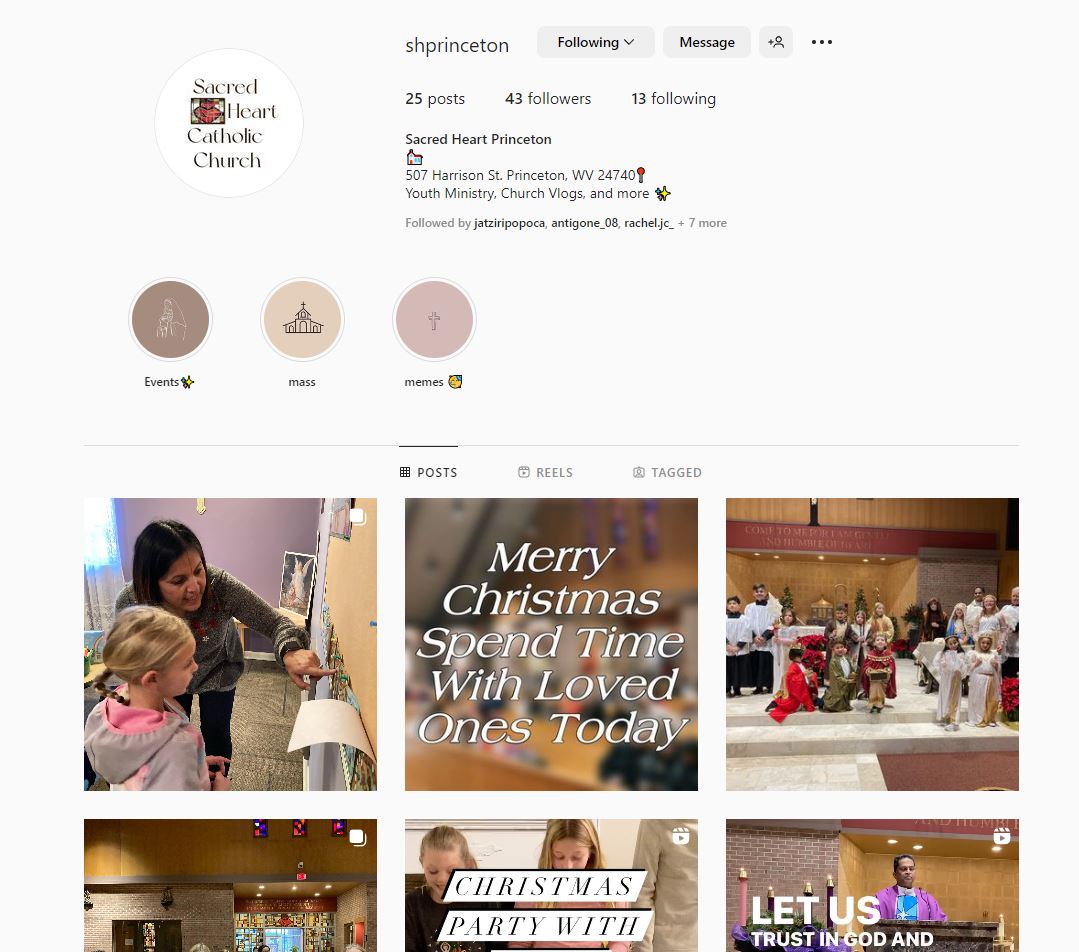 shprinceton
Following
Message
25 posts
43 followers
13 following
Sacred
Heart
Catholic
Church
Sacred Heart Princeton
507 Harrison St. Princeton, WV 24740
Youth Ministry, Church Vlogs, and more
Followed by jatziripopoca, antigone_08, rachel.jc_ + 7 more
Events
mass
memes
POSTS
REELS
TAGGED
Merry
Christmas
Spend Time
With Loved
Ones Today
COME TO ME FOR I AM GENTLE
AND HUMBLE OF HEART
CHRISTMAS
PARTY WITH
AND HUMBLE
LET US
TRUST IN GOD AND